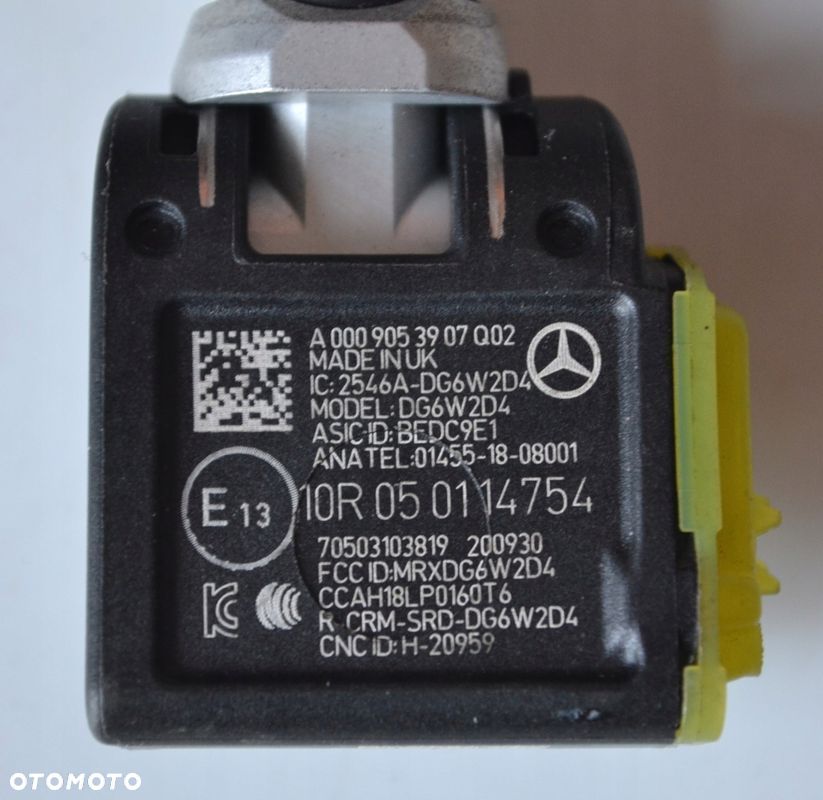 A 000 905 39 07 Q02
MADE IN UK
IC: 2546A-DG6W2D4
MODEL: DG6W2D4
ASIC ID: BEDC9E1
ANATEL:01455-18-08001
E 13
10R 05 0114754
70503103819 200930
FCC ID:MRXDG6W2D4
CCAH18LP0160T6
R-CRM-SRD-DG6W2D4
CNC ID: H-20959
OTOMOTO